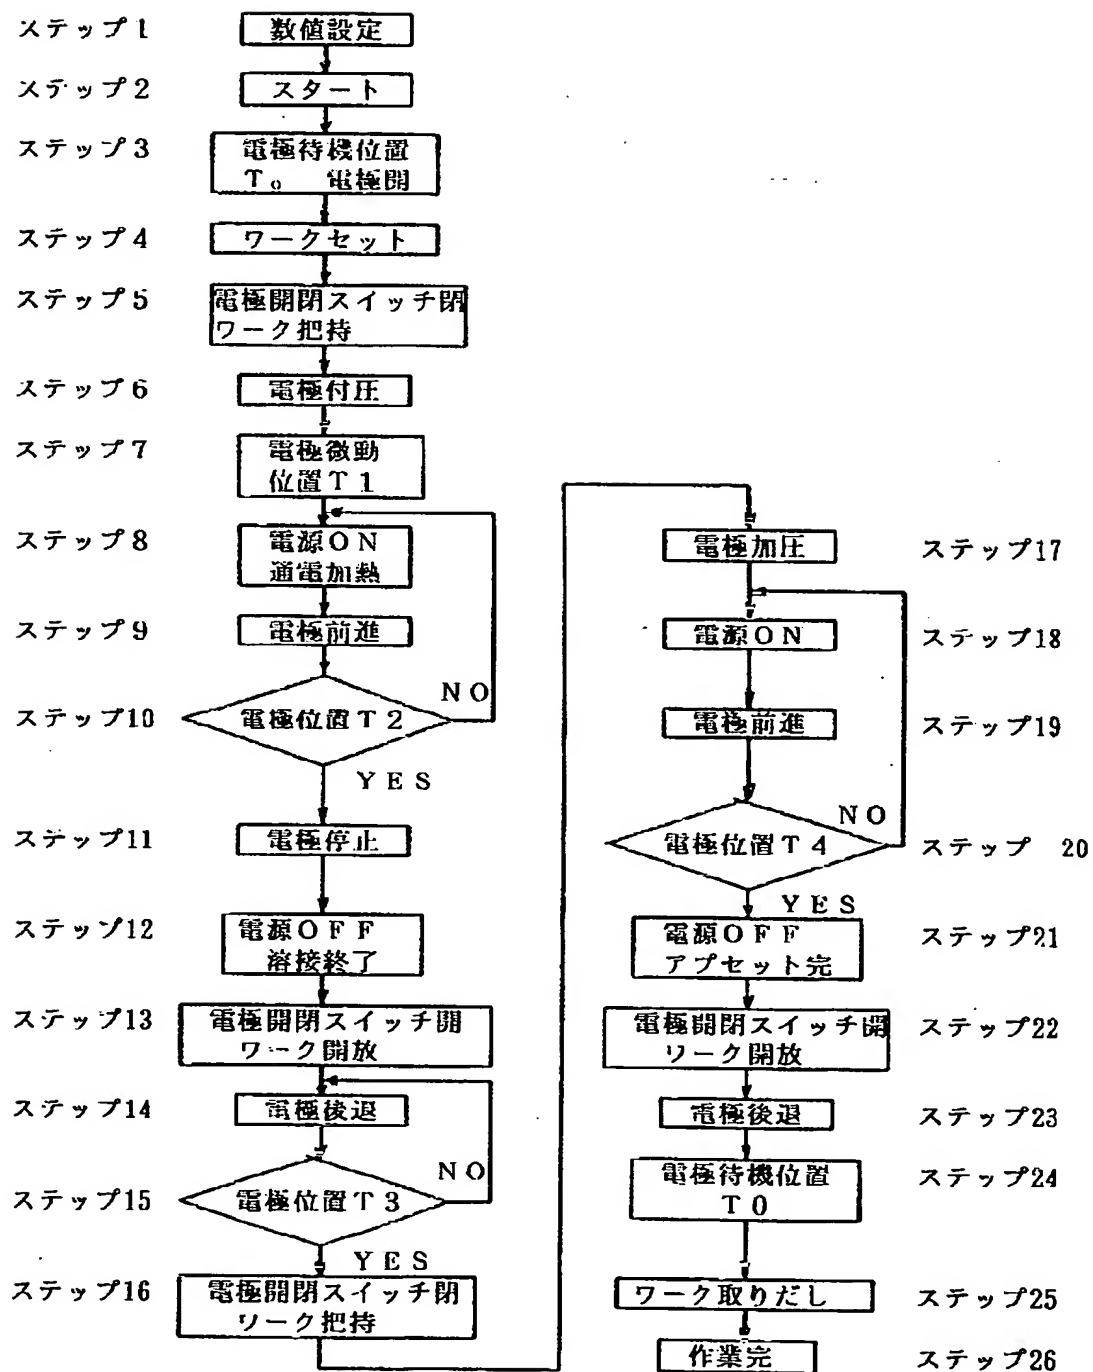 ステップ1
数値設定
ステップ2
スタート
ステップ3
電極待機位置
T₀ 電極開
ステップ4
ワークセット
ステップ5
電極開閉スイッチ閉
ワーク把持
ステップ6
電極付圧
ステップ7
電極微動
位置T1
ステップ8
電源ON
通電加熱
ステップ9
電極前進
ステップ10
電極位置T2
NO
YES
ステップ11
電極停止
ステップ12
電源OFF
溶接終了
ステップ13
電極開閉スイッチ開
ワーク開放
ステップ14
電極後退
ステップ15
電極位置T3
NO
YES
ステップ16
電極開閉スイッチ閉
ワーク把持
電極加圧
ステップ17
電源ON
ステップ18
電極前進
ステップ19
電極位置T4
NO
ステップ 20
YES
電源OFF
アプセット完
ステップ21
電極開閉スイッチ開
ワーク開放
ステップ22
電極後退
ステップ23
電極待機位置
T0
ステップ24
ワーク取りだし
ステップ25
作業完
ステップ26